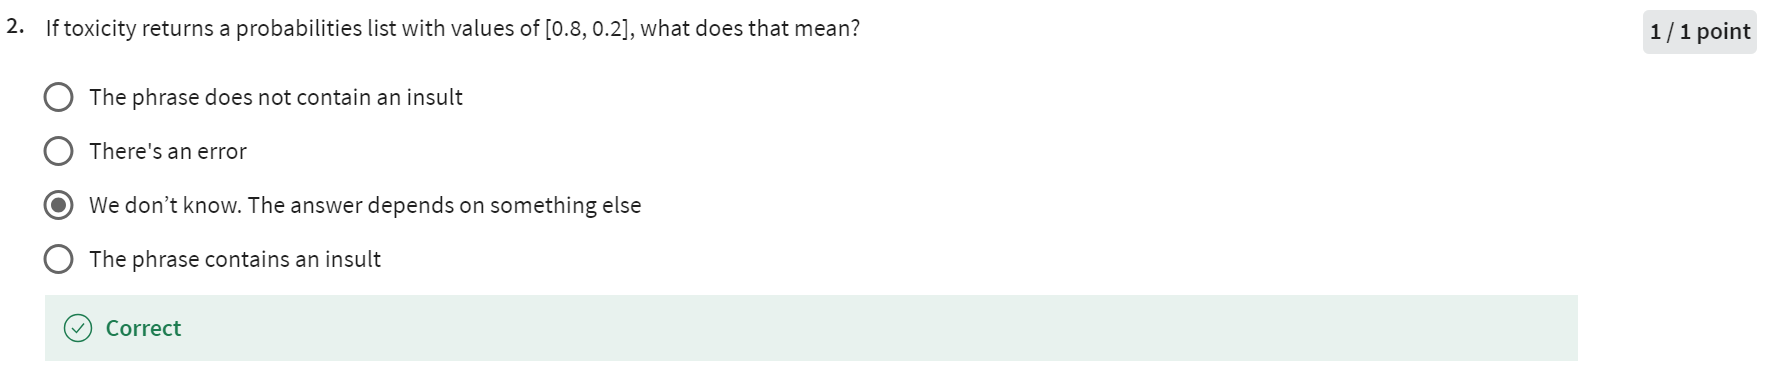 2. If toxicity returns a probabilities list with values of [0.8, 0.2], what does that mean?
1 / 1 point
The phrase does not contain an insult
There's an error
We don’t know. The answer depends on something else
The phrase contains an insult
Correct